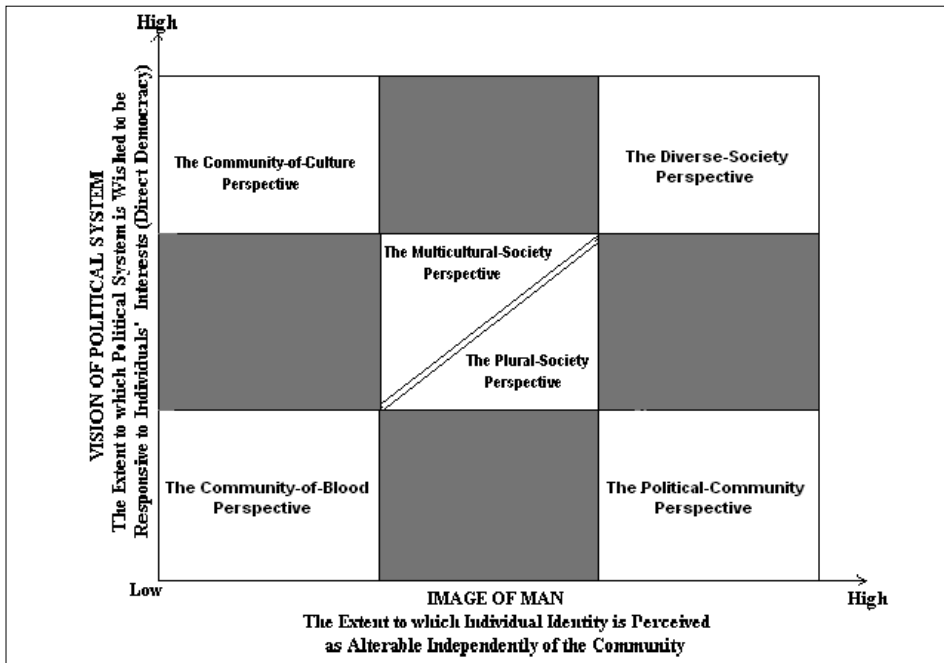 High
VISION OF POLITICAL SYSTEM
The Extent to which Political System is Wished to be
Responsive to Individuals' Interests (Direct Democracy)
The Community-of-Culture
Perspective
The Diverse-Society
Perspective
The Multicultural-Society
Perspective
The Plural-Society
Perspective
The Community-of-Blood
Perspective
The Political-Community
Perspective
Low
IMAGE OF MAN
High
The Extent to which Individual Identity is Perceived
as Alterable Independently of the Community